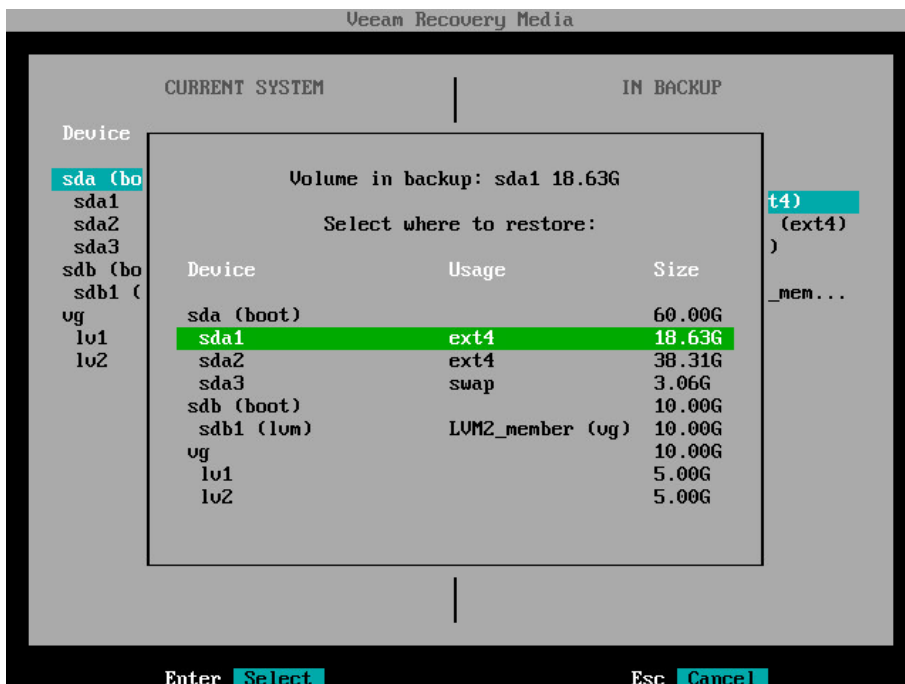 Veeam Recovery Media
CURRENT SYSTEM IN BACKUP
Device
Volume in backup: sda1 18.63G
sda (bo
sda1 t4)
Select where to restore:
sda2 (ext4)
sda3 )
sdb (bo
sdb1 ( _mem...
vg
lv1
lv2
Device Usage Size
sda (boot) 60.00G
sda1 ext4 18.63G
sda2 ext4 38.31G
sda3 swap 3.06G
sdb (boot) 10.00G
sdb1 (lvm) LVM2_member (vg) 10.00G
vg 10.00G
lv1 5.00G
lv2 5.00G
Enter Select Esc Cancel